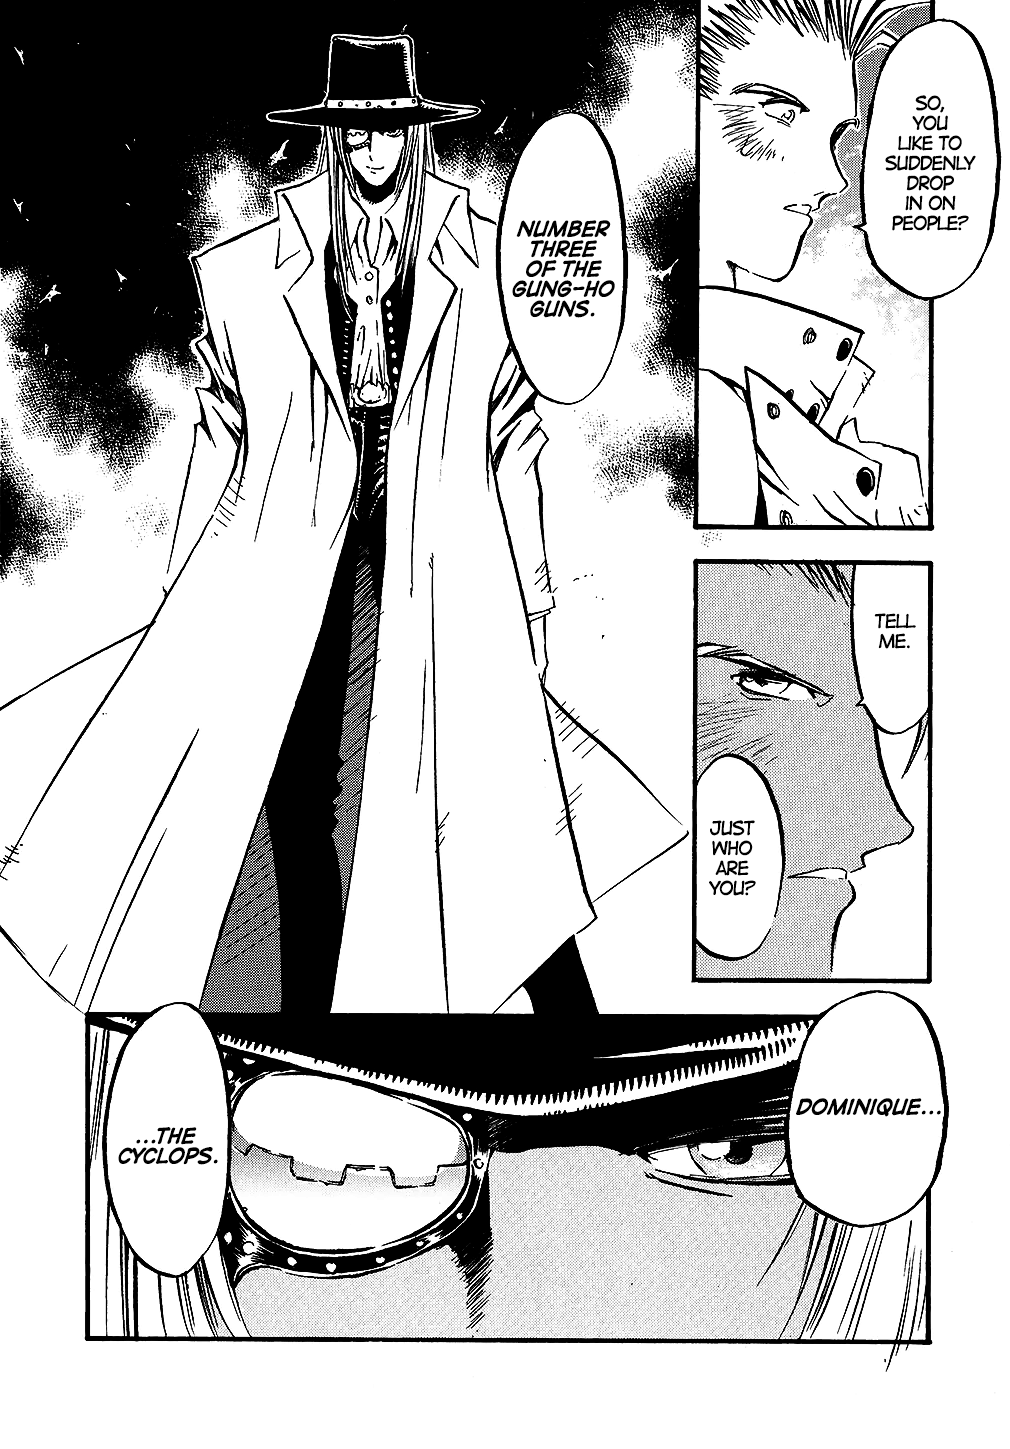 SO,
YOU
LIKE TO
SUDDENLY
DROP
IN ON
PEOPLE?
TELL
ME.
JUST
WHO
ARE
YOU?
NUMBER
THREE
OF THE
GUNG-HO
GUNS.
DOMINIQUE...
...THE
CYCLOPS.